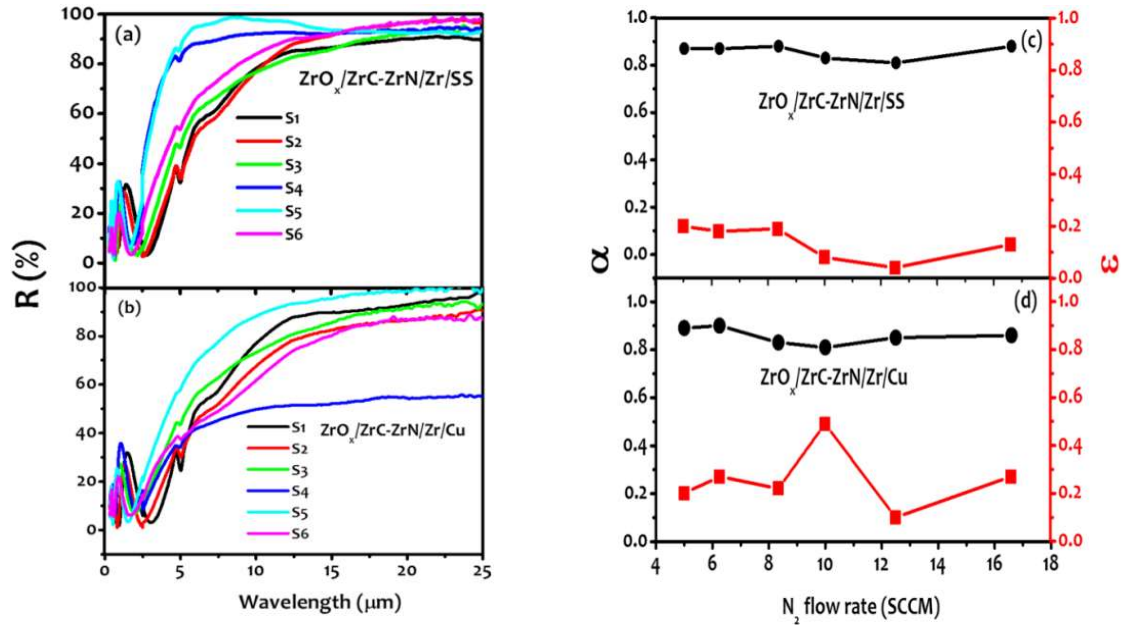 (a)
R (%)
100
80
60
40
20
0
ZrOx/ZrC-ZrN/Zr/SS
S1
S2
S3
S4
S5
S6
(b)
100
80
60
40
20
0
ZrOx/ZrC-ZrN/Zr/Cu
S1
S2
S3
S4
S5
S6
0 5 10 15 20 25
Wavelength (μm)
(c)
α
ε
1.0
0.8
0.6
0.4
0.2
0.0
ZrOx/ZrC-ZrN/Zr/SS
1.0
0.8
0.6
0.4
0.2
0.0
(d)
1.0
0.8
0.6
0.4
0.2
0.0
ZrOx/ZrC-ZrN/Zr/Cu
1.0
0.8
0.6
0.4
0.2
0.0
4 6 8 10 12 14 16 18
N2 flow rate (SCCM)